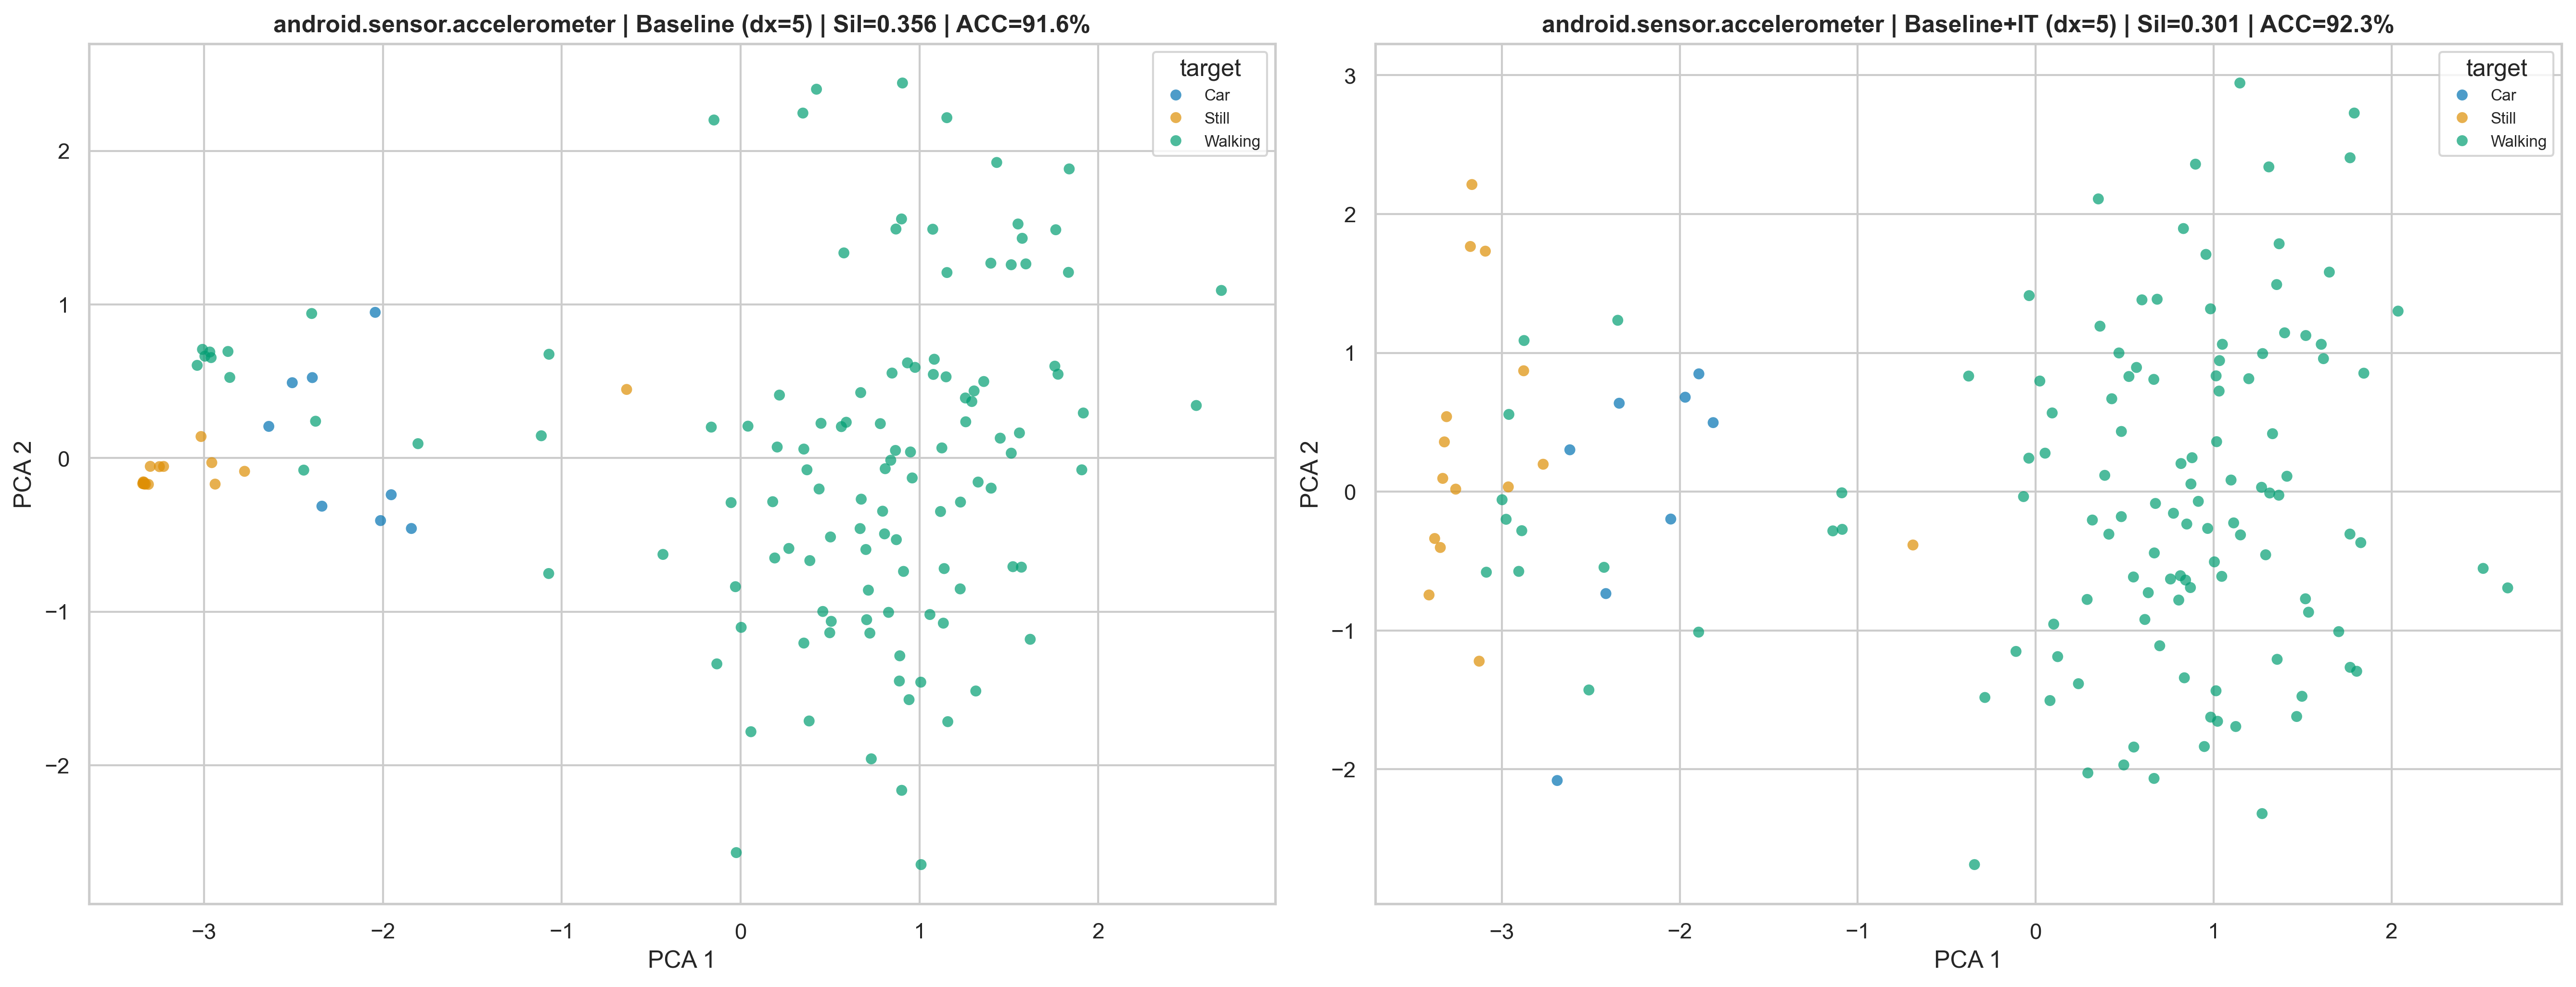 android.sensor.accelerometer | Baseline (dx=5) | Sil=0.356 | ACC=91.6%
target
Car
Still
Walking
2
1
0
−1
−2
PCA 2
−3
−2
−1
0
1
2
PCA 1
android.sensor.accelerometer | Baseline+IT (dx=5) | Sil=0.301 | ACC=92.3%
target
Car
Still
Walking
3
2
1
0
−1
−2
PCA 2
−3
−2
−1
0
1
2
PCA 1